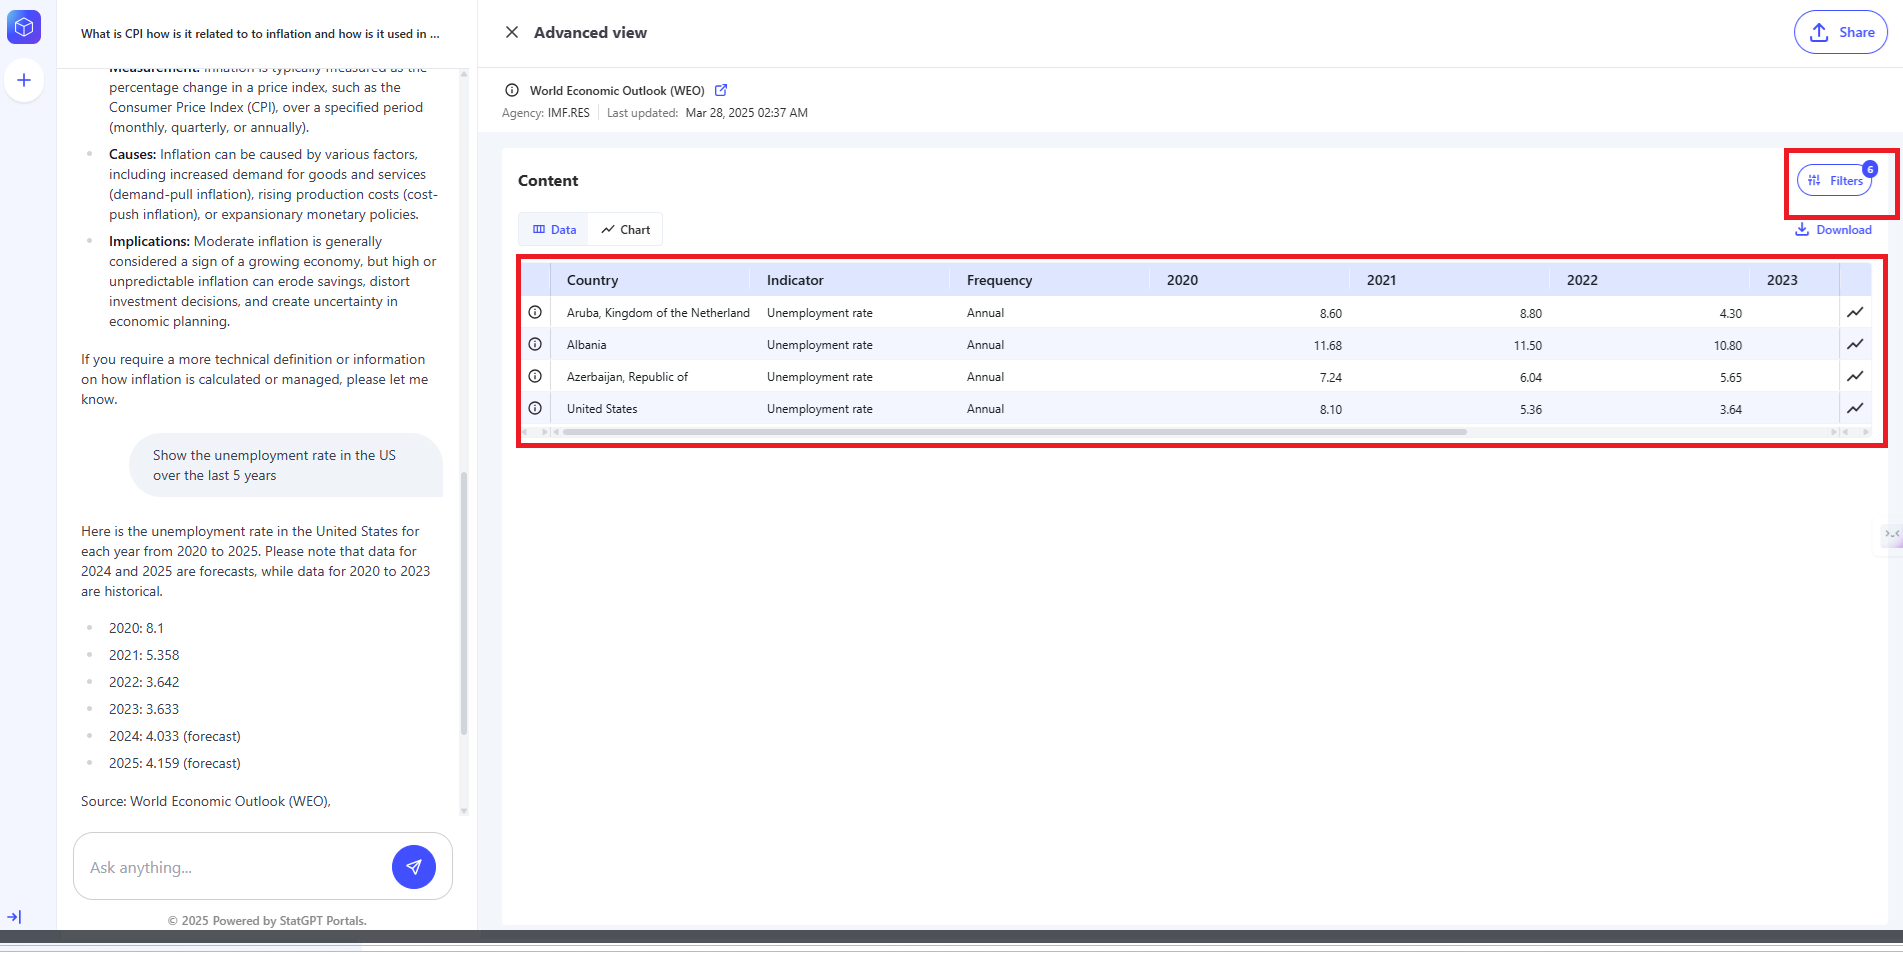 What is CPI how is it related to to inflation and how is it used in ...
Measurement: Inflation is typically measured as the
percentage change in a price index, such as the
Consumer Price Index (CPI), over a specified period
(monthly, quarterly, or annually).
Causes: Inflation can be caused by various factors,
including increased demand for goods and services
(demand-pull inflation), rising production costs (cost-
push inflation), or expansionary monetary policies.
Implications: Moderate inflation is generally
considered a sign of a growing economy, but high or
unpredictable inflation can erode savings, distort
investment decisions, and create uncertainty in
economic planning.
If you require a more technical definition or information
on how inflation is calculated or managed, please let me
know.
Show the unemployment rate in the US
over the last 5 years
Here is the unemployment rate in the United States for
each year from 2020 to 2025. Please note that data for
2024 and 2025 are forecasts, while data for 2020 to 2023
are historical.
2020: 8.1
2021: 5.358
2022: 3.642
2023: 3.633
2024: 4.033 (forecast)
2025: 4.159 (forecast)
Source: World Economic Outlook (WEO),
Ask anything...
© 2025 Powered by StatGPT Portals.
Advanced view
Share
World Economic Outlook (WEO)
Agency: IMF.RES Last updated: Mar 28, 2025 02:37 AM
Content
Filters 6
Data Chart
Download
Country Indicator Frequency 2020 2021 2022 2023
Aruba, Kingdom of the Netherland Unemployment rate Annual 8.60 8.80 4.30
Albania Unemployment rate Annual 11.68 11.50 10.80
Azerbaijan, Republic of Unemployment rate Annual 7.24 6.04 5.65
United States Unemployment rate Annual 8.10 5.36 3.64